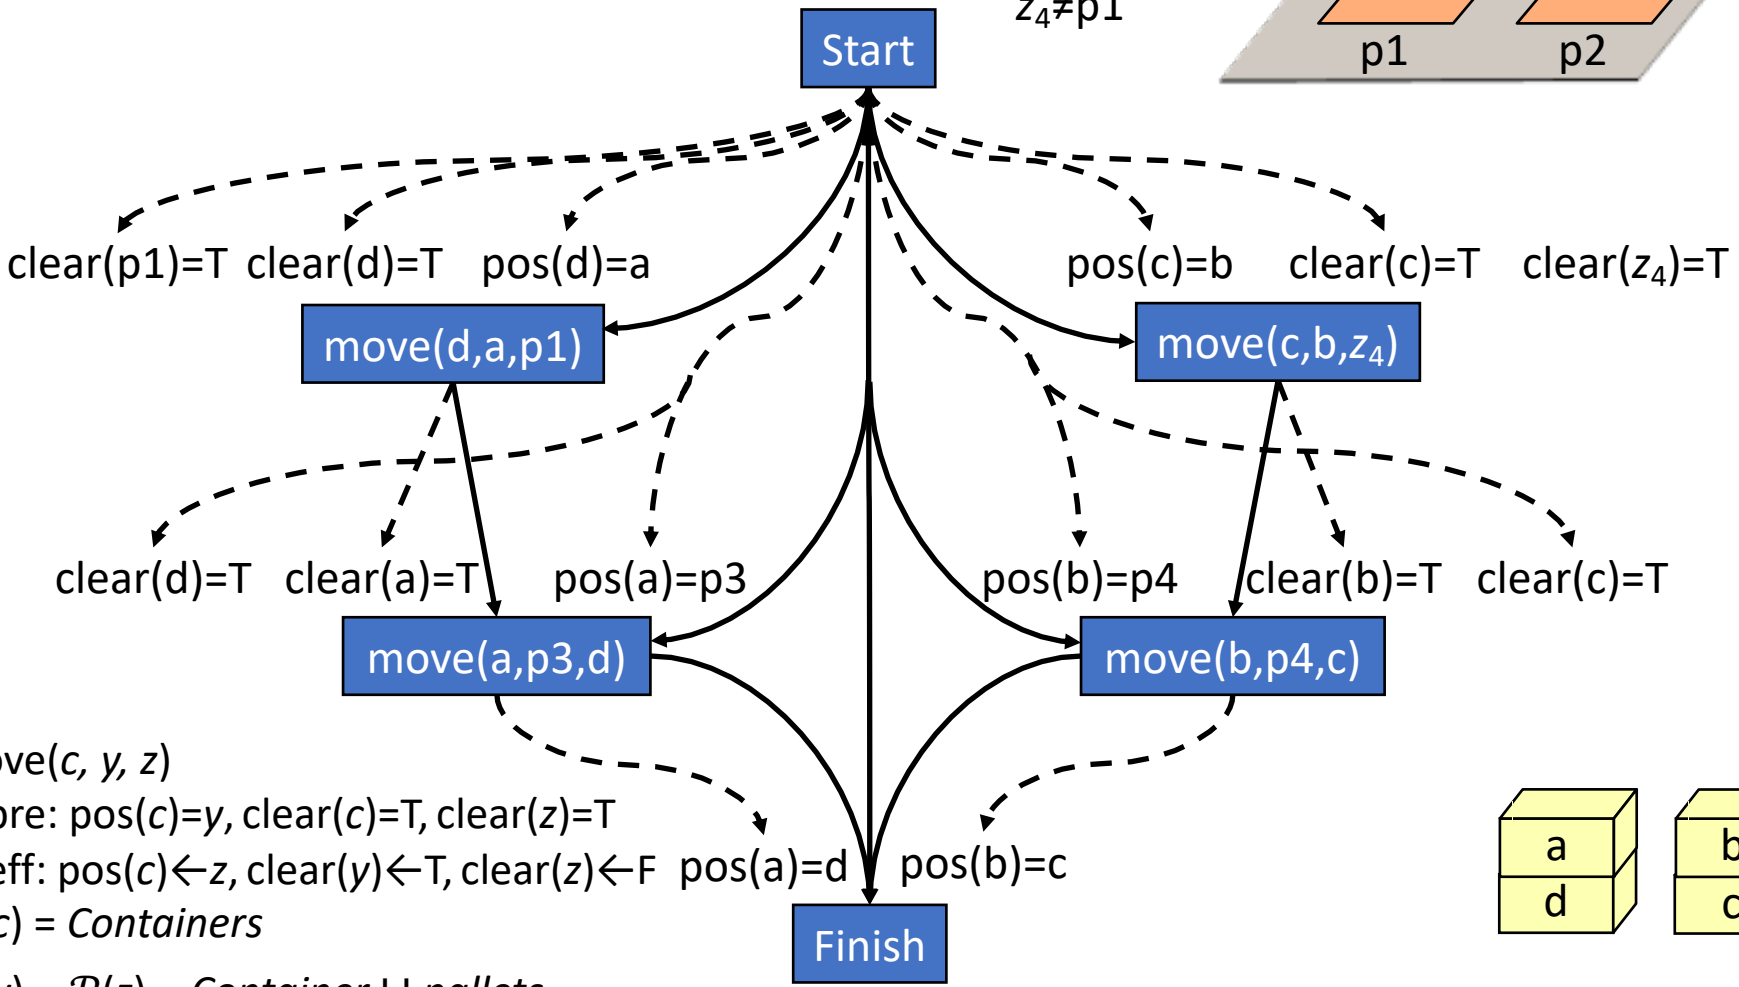 z₄≠p1
Start
p1 p2
clear(p1)=T clear(d)=T pos(d)=a pos(c)=b clear(c)=T clear(z₄)=T
move(d,a,p1) move(c,b,z₄)
clear(d)=T clear(a)=T pos(a)=p3 pos(b)=p4 clear(b)=T clear(c)=T
move(a,p3,d) move(b,p4,c)
ove(c, y, z)
pre: pos(c)=y, clear(c)=T, clear(z)=T
eff: pos(c)←z, clear(y)←T, clear(z)←F pos(a)=d pos(b)=c
a b
d c
c) = Containers
Finish